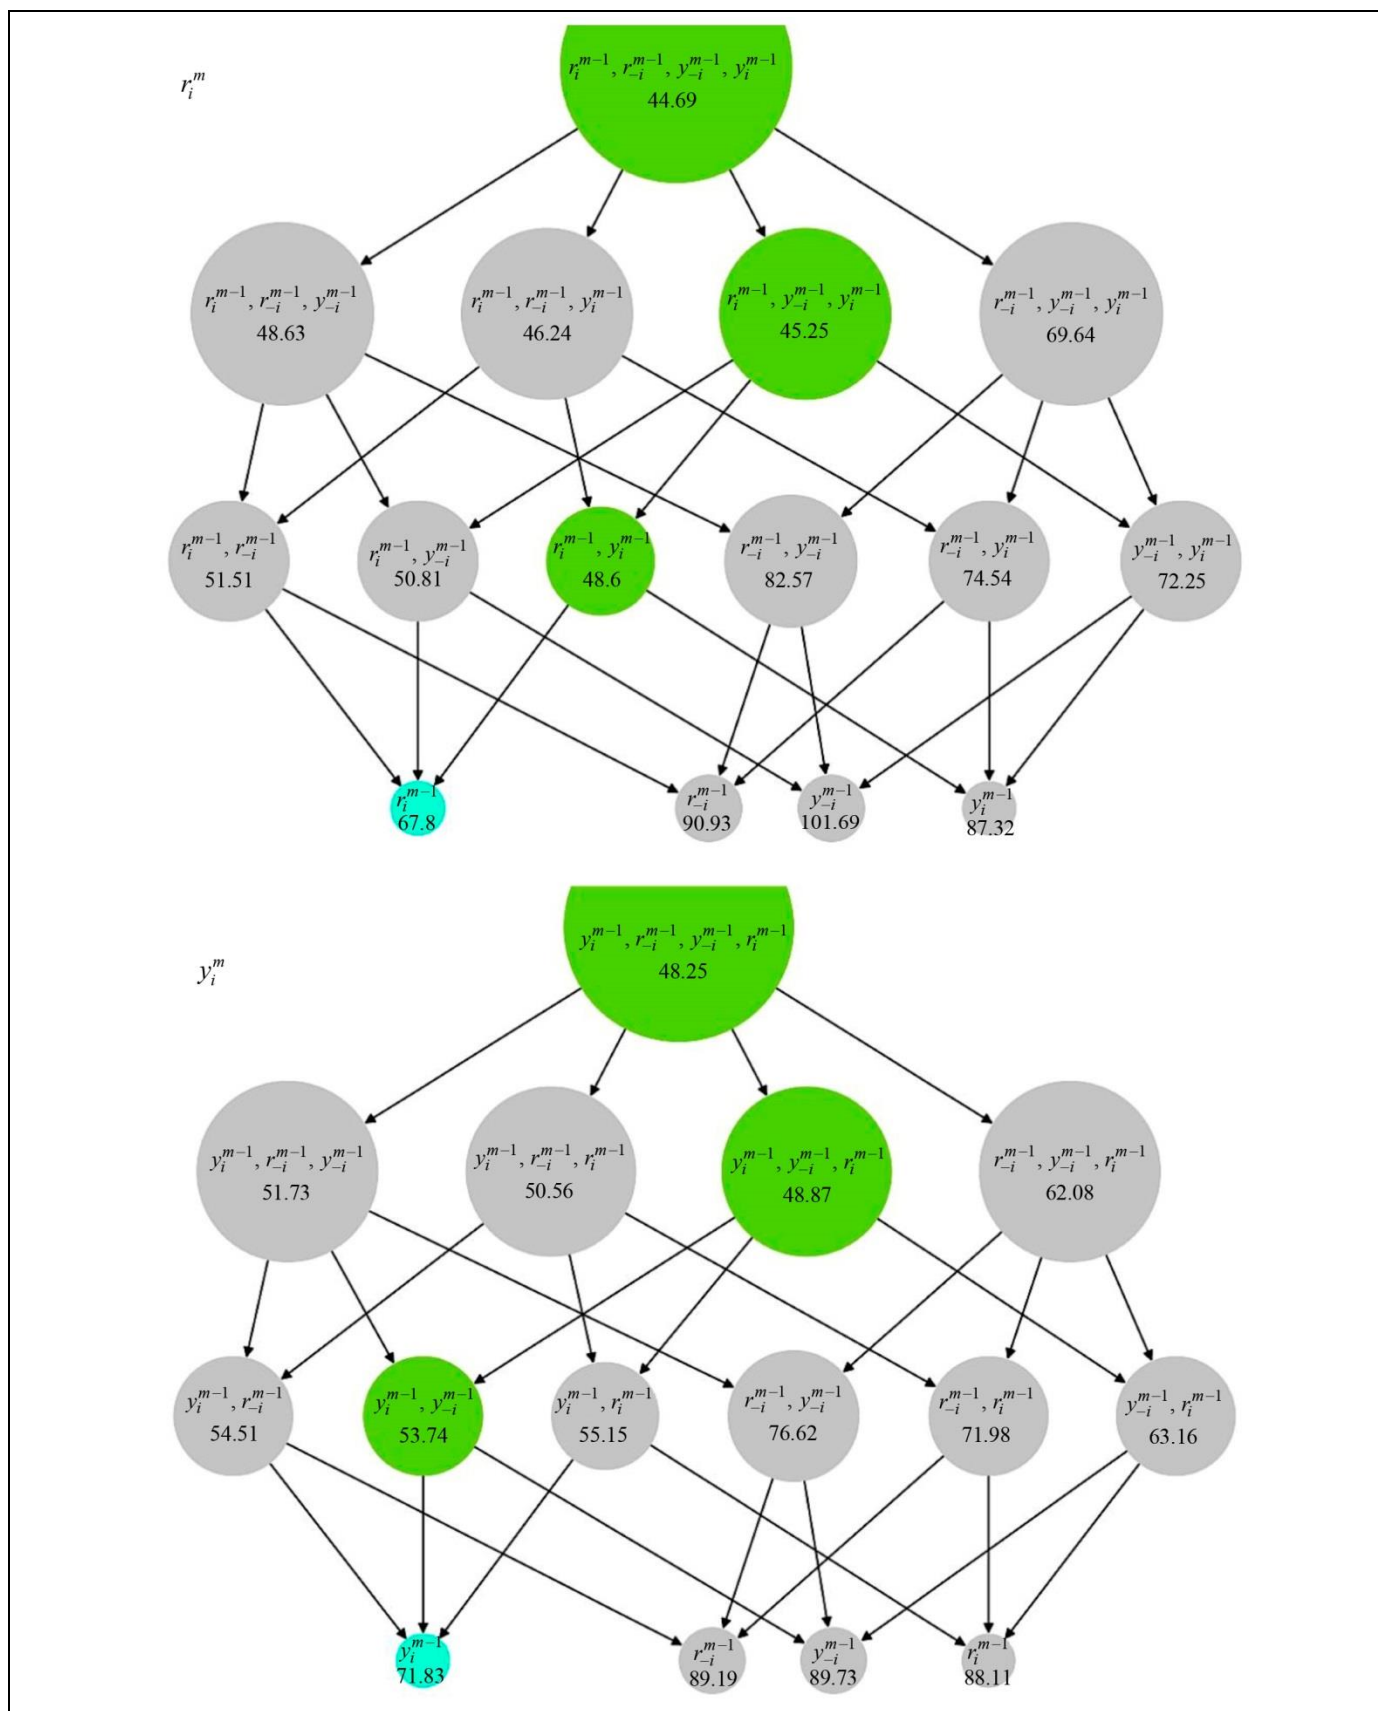 $r_i^m$
$r_i^{m-1}, r_{-i}^{m-1}, y_{-i}^{m-1}, y_i^{m-1}$
44.69
$r_i^{m-1}, r_{-i}^{m-1}, y_{-i}^{m-1}$
48.63
$r_i^{m-1}, r_{-i}^{m-1}, y_i^{m-1}$
46.24
$r_i^{m-1}, y_{-i}^{m-1}, y_i^{m-1}$
45.25
$r_{-i}^{m-1}, y_{-i}^{m-1}, y_i^{m-1}$
69.64
$r_i^{m-1}, r_{-i}^{m-1}$
51.51
$r_i^{m-1}, y_{-i}^{m-1}$
50.81
$r_i^{m-1}, y_i^{m-1}$
48.6
$r_{-i}^{m-1}, y_{-i}^{m-1}$
82.57
$r_{-i}^{m-1}, y_i^{m-1}$
74.54
$y_{-i}^{m-1}, y_i^{m-1}$
72.25
$r_i^{m-1}$
67.8
$r_{-i}^{m-1}$
90.93
$y_{-i}^{m-1}$
101.69
$y_i^{m-1}$
87.32
$y_i^m$
$y_i^{m-1}, r_{-i}^{m-1}, y_{-i}^{m-1}, r_i^{m-1}$
48.25
$y_i^{m-1}, r_{-i}^{m-1}, y_{-i}^{m-1}$
51.73
$y_i^{m-1}, r_{-i}^{m-1}, r_i^{m-1}$
50.56
$y_i^{m-1}, y_{-i}^{m-1}, r_i^{m-1}$
48.87
$r_{-i}^{m-1}, y_{-i}^{m-1}, r_i^{m-1}$
62.08
$y_i^{m-1}, r_{-i}^{m-1}$
54.51
$y_i^{m-1}, y_{-i}^{m-1}$
53.74
$y_i^{m-1}, r_i^{m-1}$
55.15
$r_{-i}^{m-1}, y_{-i}^{m-1}$
76.62
$r_{-i}^{m-1}, r_i^{m-1}$
71.98
$y_{-i}^{m-1}, r_i^{m-1}$
63.16
$y_i^{m-1}$
71.83
$r_{-i}^{m-1}$
89.19
$y_{-i}^{m-1}$
89.73
$r_i^{m-1}$
88.11